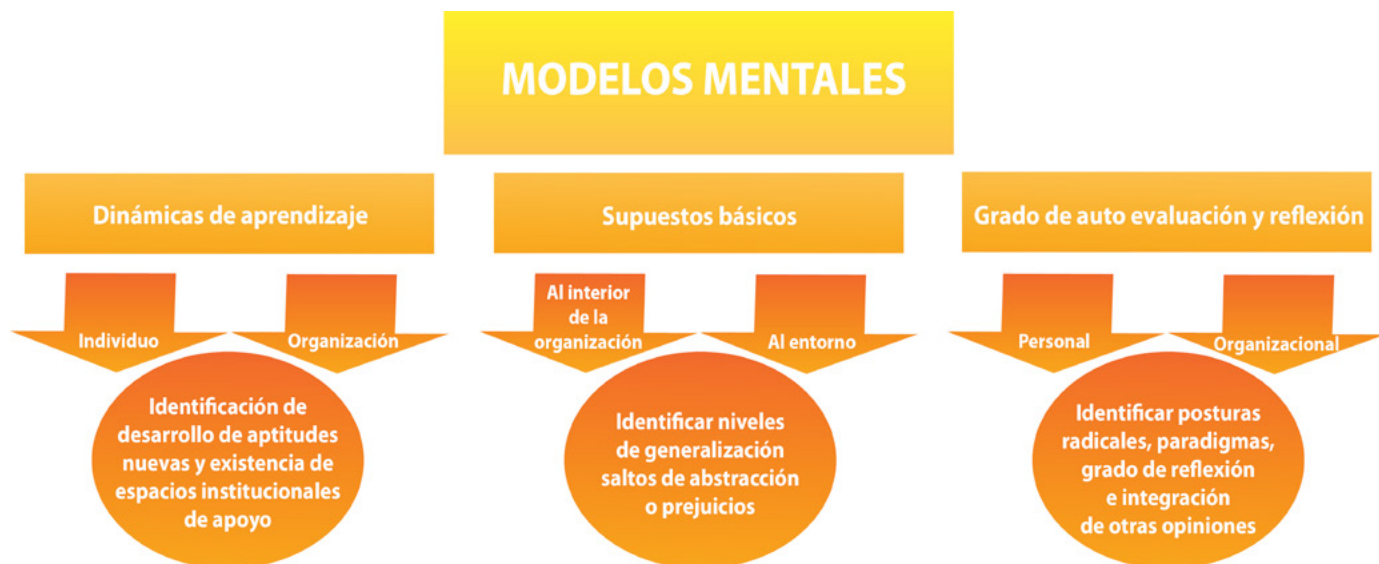 MODELOS MENTALES
Dinámicas de aprendizaje
Individuo
Organización
Identificación de
desarrollo de aptitudes
nuevas y existencia de
espacios institucionales
de apoyo
Supuestos básicos
Al interior
de la
organización
Al entorno
Identificar niveles
de generalización
saltos de abstracción
o prejuicios
Grado de auto evaluación y reflexión
Personal
Organizacional
Identificar posturas
radicales, paradigmas,
grado de reflexión
e integración
de otras opiniones